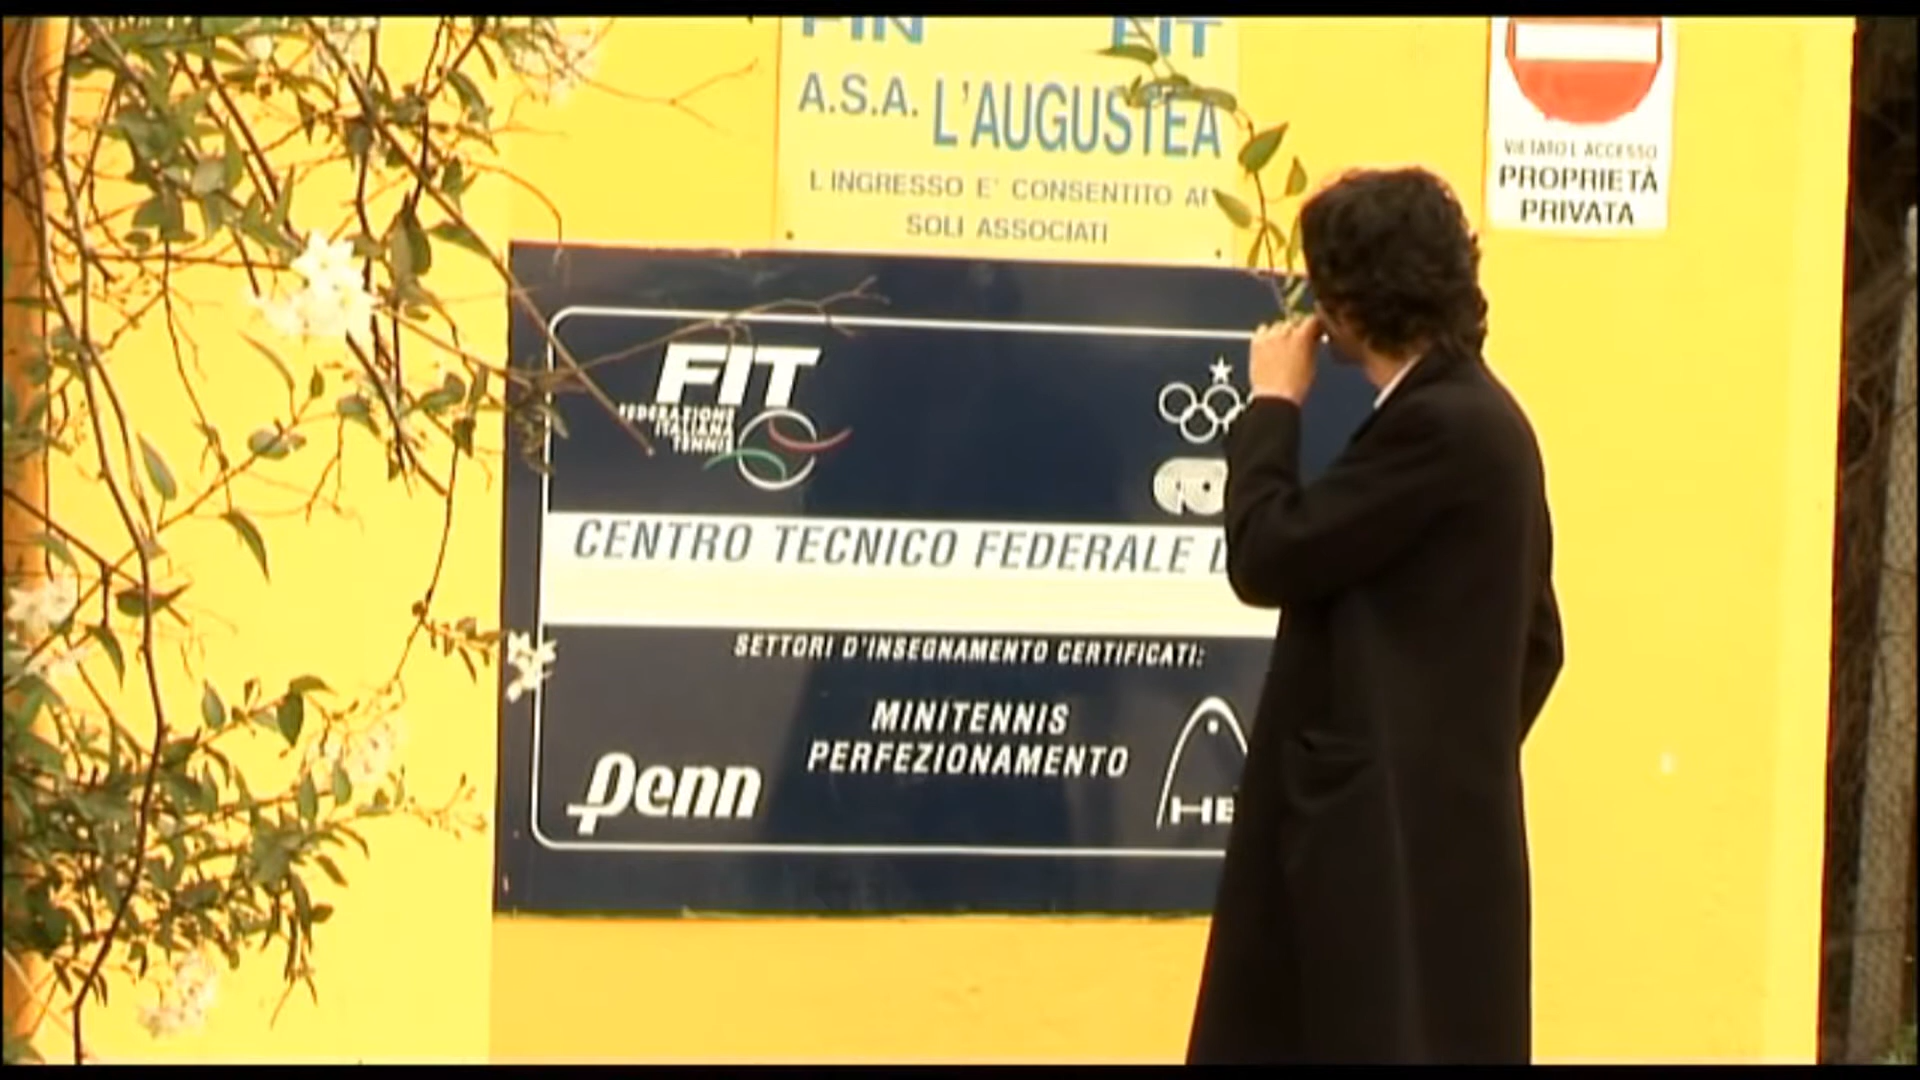 FIN FIT
A.S.A. L'AUGUSTEA
L'INGRESSO E' CONSENTITO AI
SOLI ASSOCIATI
VIETATO L'ACCESSO
PROPRIETÀ
PRIVATA
FIT
FEDERAZIONE
ITALIANA
TENNIS
CENTRO TECNICO FEDERALE
SETTORI D'INSEGNAMENTO CERTIFICATI:
MINITENNIS
PERFEZIONAMENTO
Penn
HE